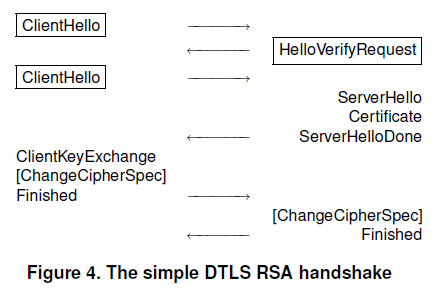 ClientHello
HelloVerifyRequest
ClientHello
ServerHello
Certificate
ServerHelloDone
ClientKeyExchange
[ChangeCipherSpec]
Finished
[ChangeCipherSpec]
Finished
Figure 4. The simple DTLS RSA handshake